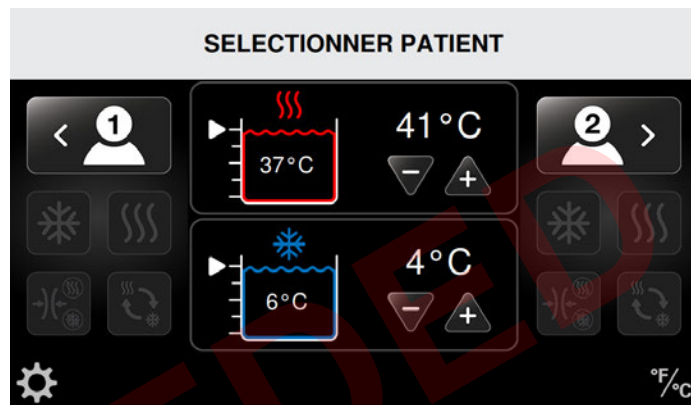 SELECTIONNER PATIENT
1
37°C
41°C
- +
2
6°C
4°C
- +
°F/°C